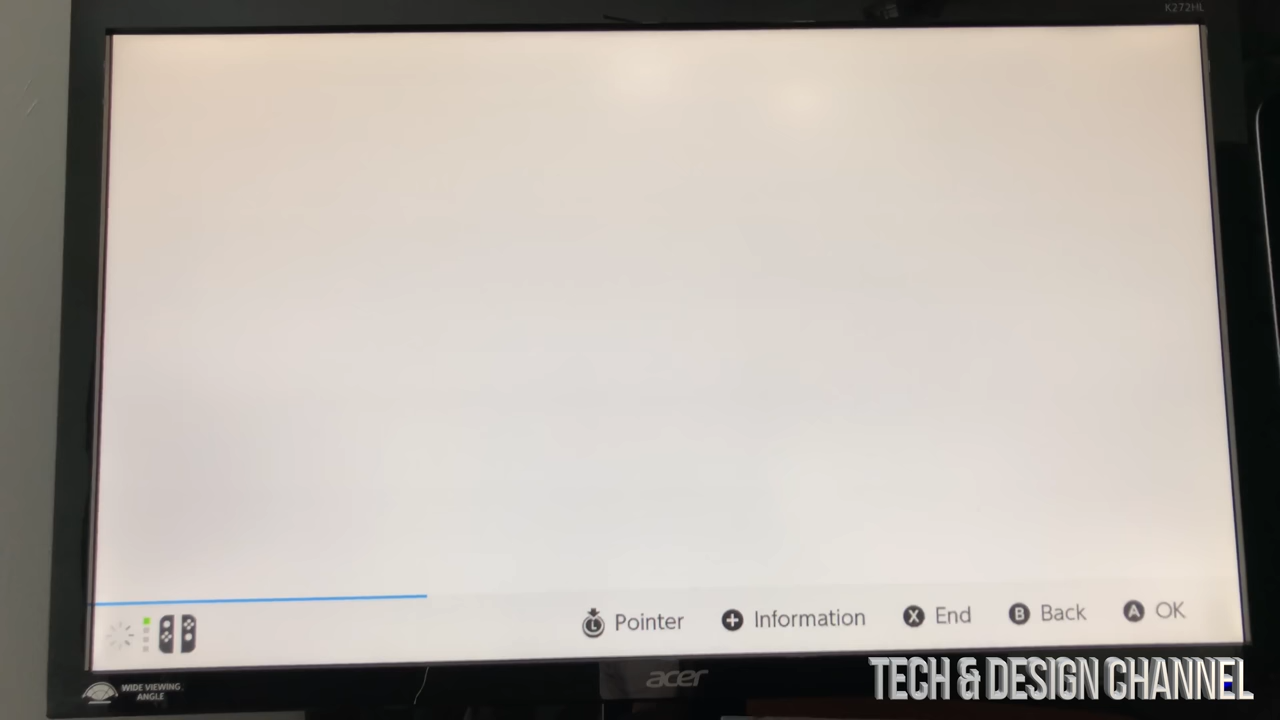 K272HL
L Pointer
+ Information
X End
B Back
A OK
WIDE VIEWING
ANGLE
acer
TECH & DESIGN CHANNEL